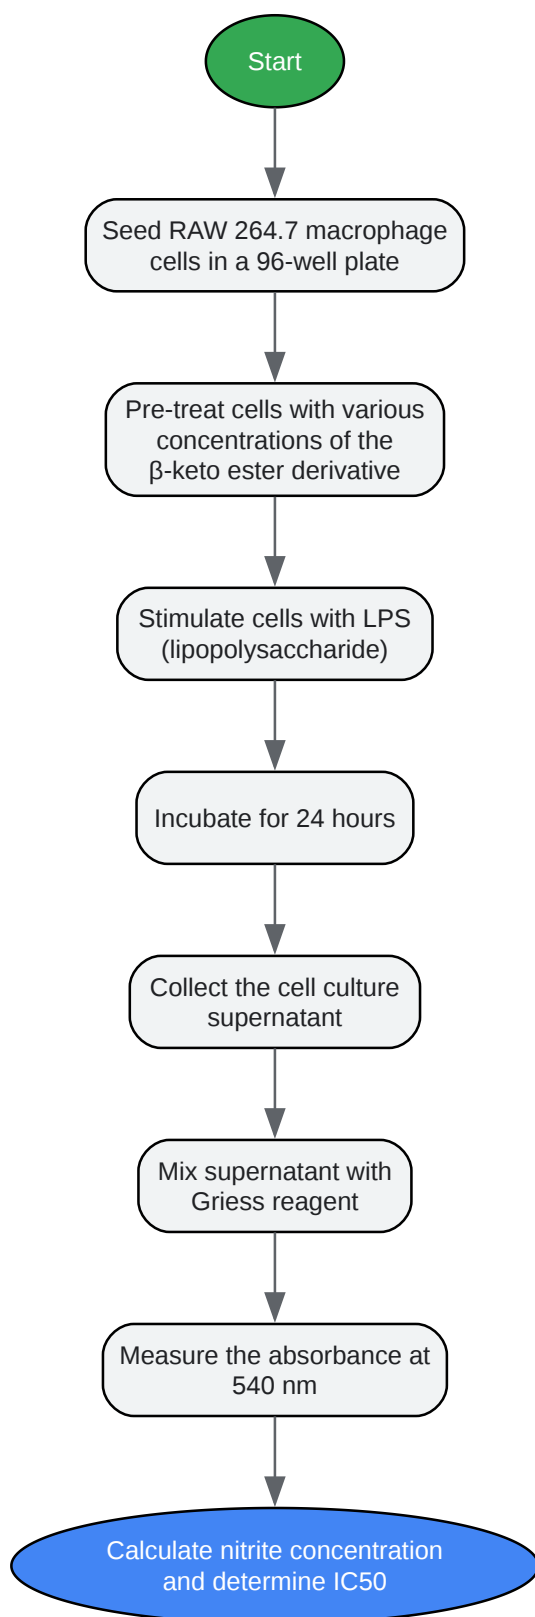 Start
Seed RAW 264.7 macrophage
cells in a 96-well plate
Pre-treat cells with various
concentrations of the
β-keto ester derivative
Stimulate cells with LPS
(lipopolysaccharide)
Incubate for 24 hours
Collect the cell culture
supernatant
Mix supernatant with
Griess reagent
Measure the absorbance at
540 nm
Calculate nitrite concentration
and determine IC50